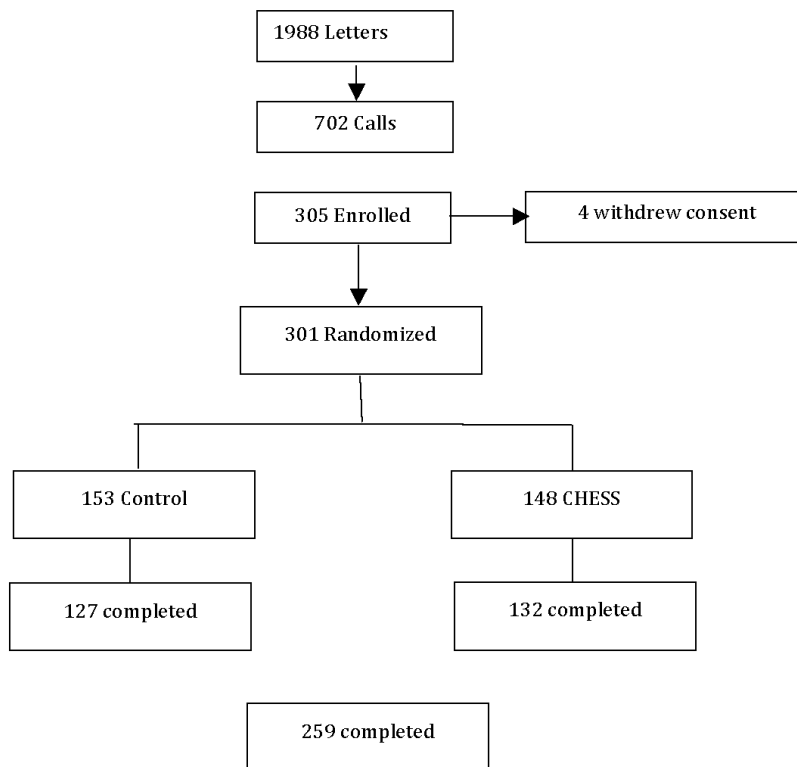 1988 Letters
702 Calls
305 Enrolled
4 withdrew consent
301 Randomized
153 Control
148 CHESS
127 completed
132 completed
259 completed